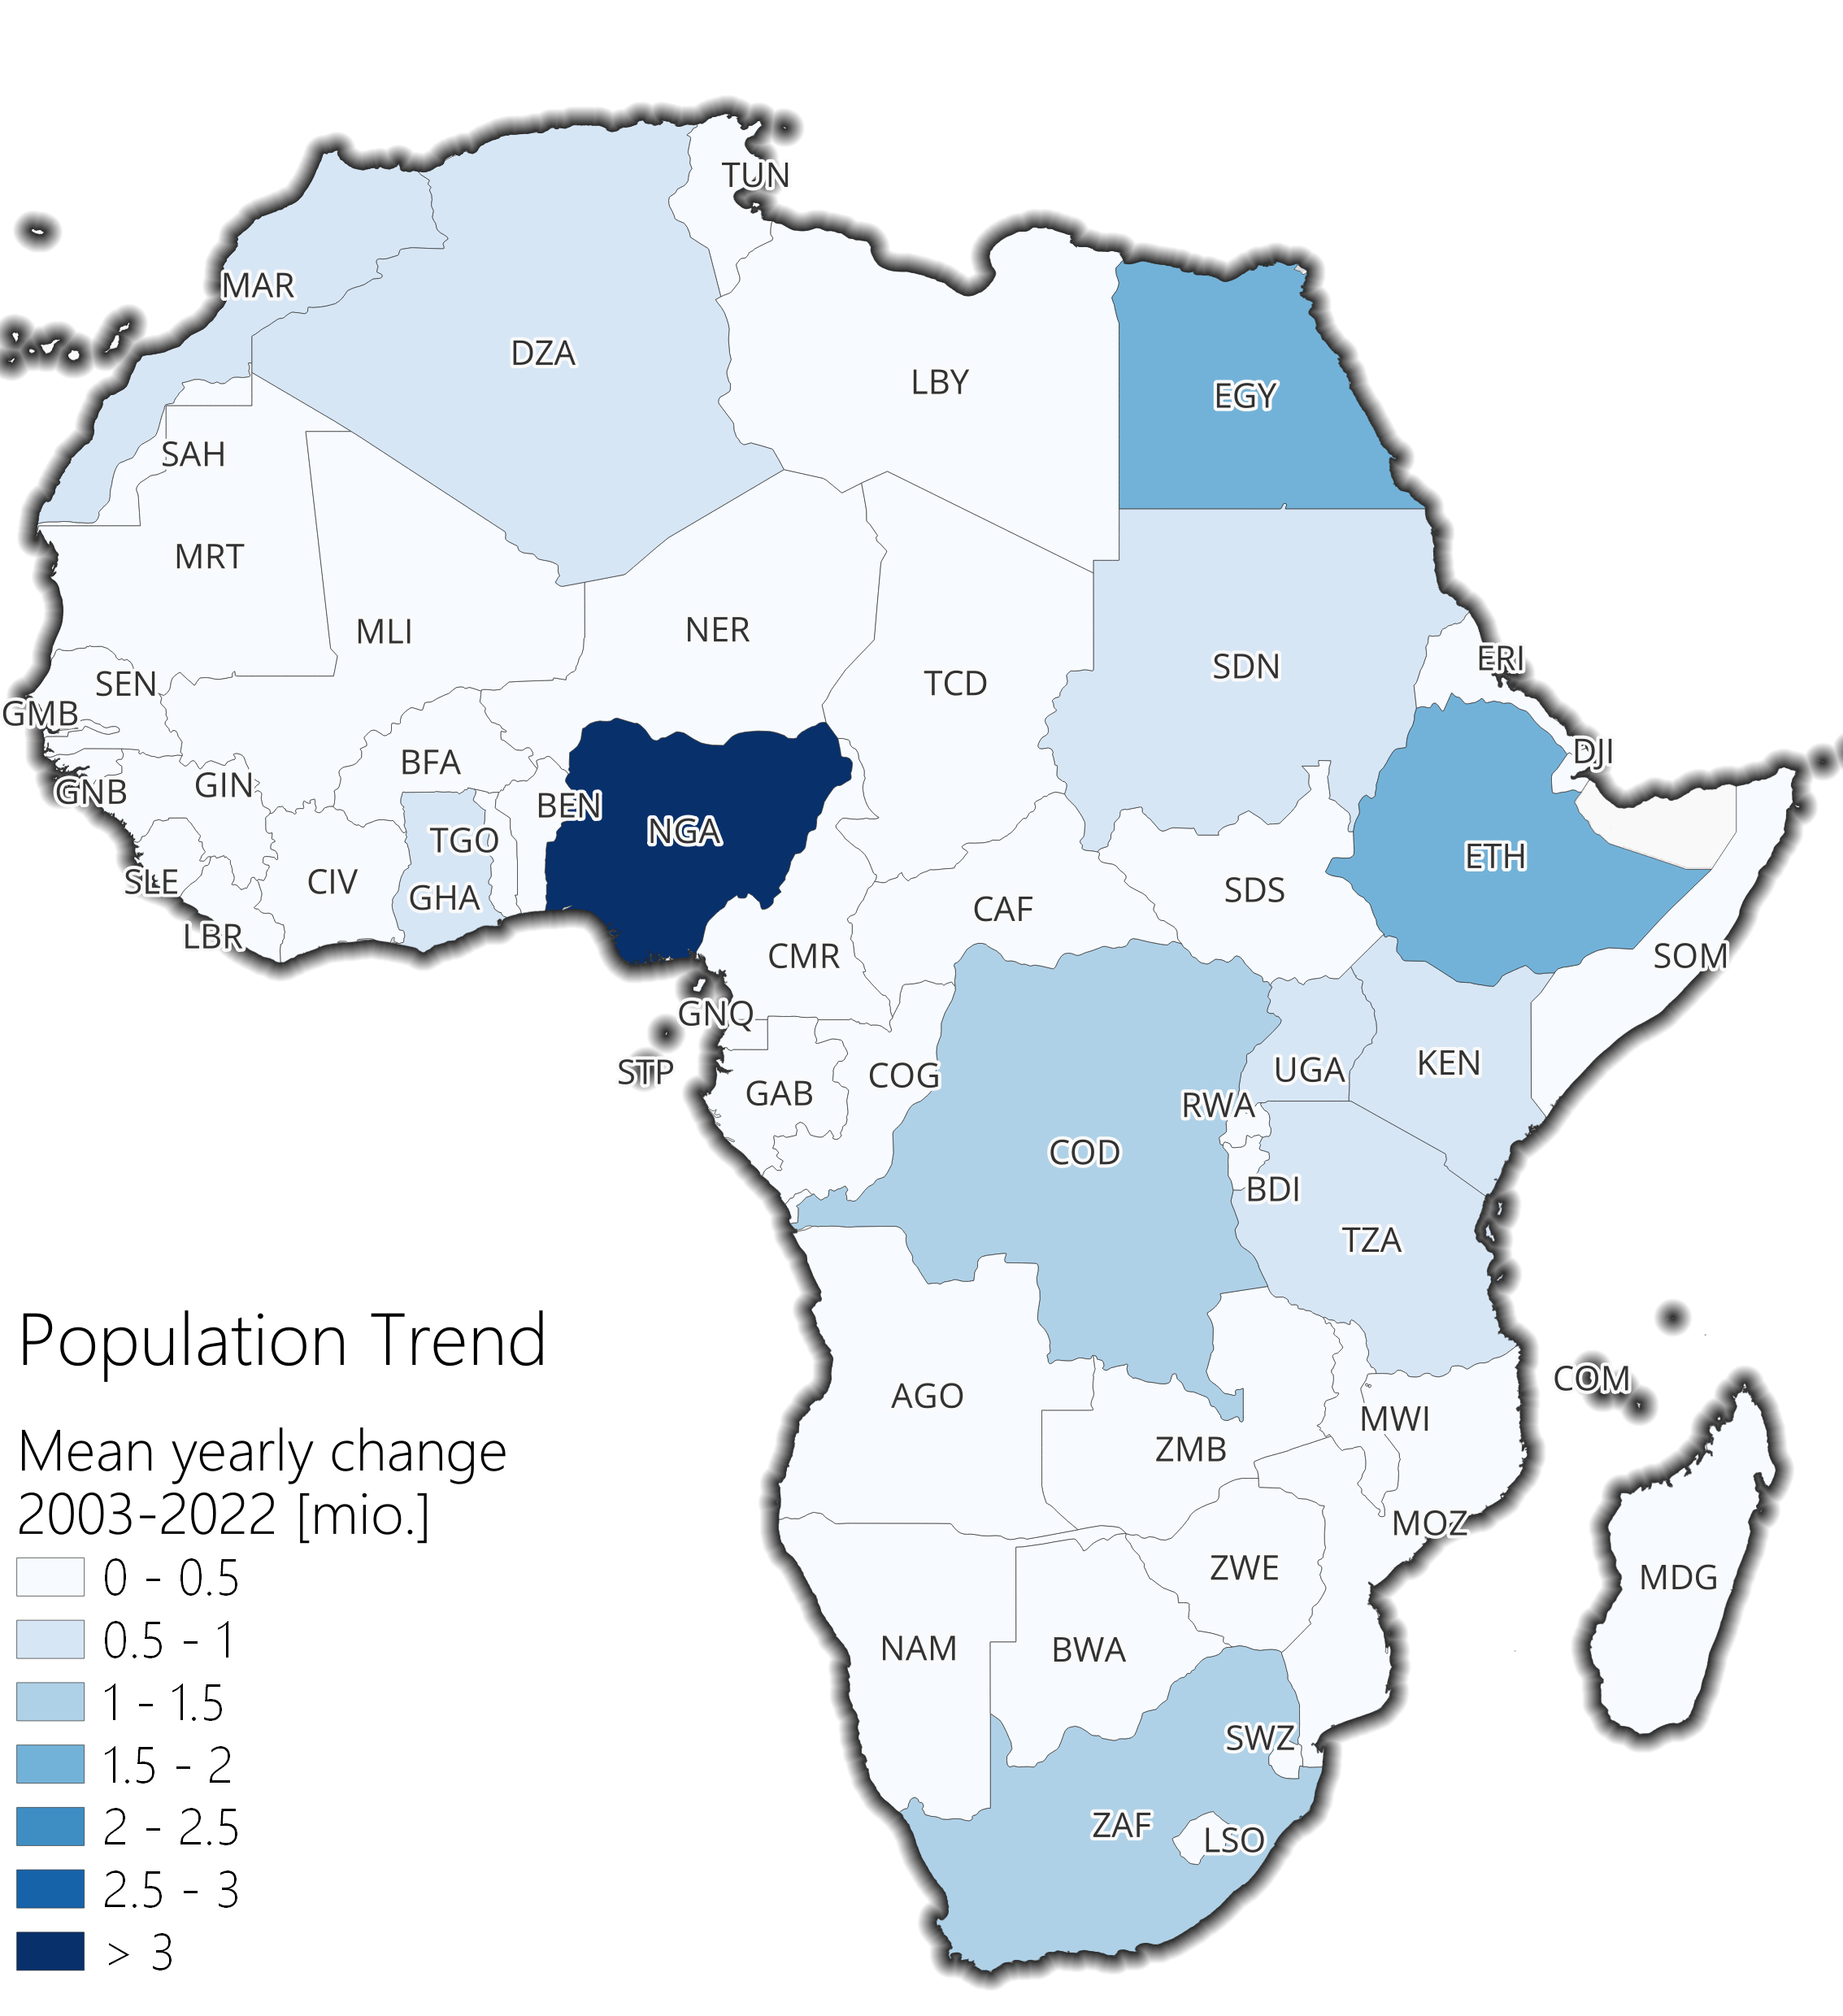 TUN
MAR
DZA
LBY
EGY
SAH
MRT
MLI
NER
TCD
SDN
ERI
SEN
GMB
BFA
DJI
GNB
GIN
BEN
NGA
TGO
ETH
SLE
CIV
GHA
SDS
CAF
LBR
CMR
SOM
GNQ
STP
GAB
COG
UGA
KEN
RWA
COD
BDI
TZA
COM
AGO
MWI
ZMB
MOZ
ZWE
MDG
NAM
BWA
SWZ
ZAF
LSO
Population Trend
Mean yearly change
2003-2022 [mio.]
0 - 0.5
0.5 - 1
1 - 1.5
1.5 - 2
2 - 2.5
2.5 - 3
> 3